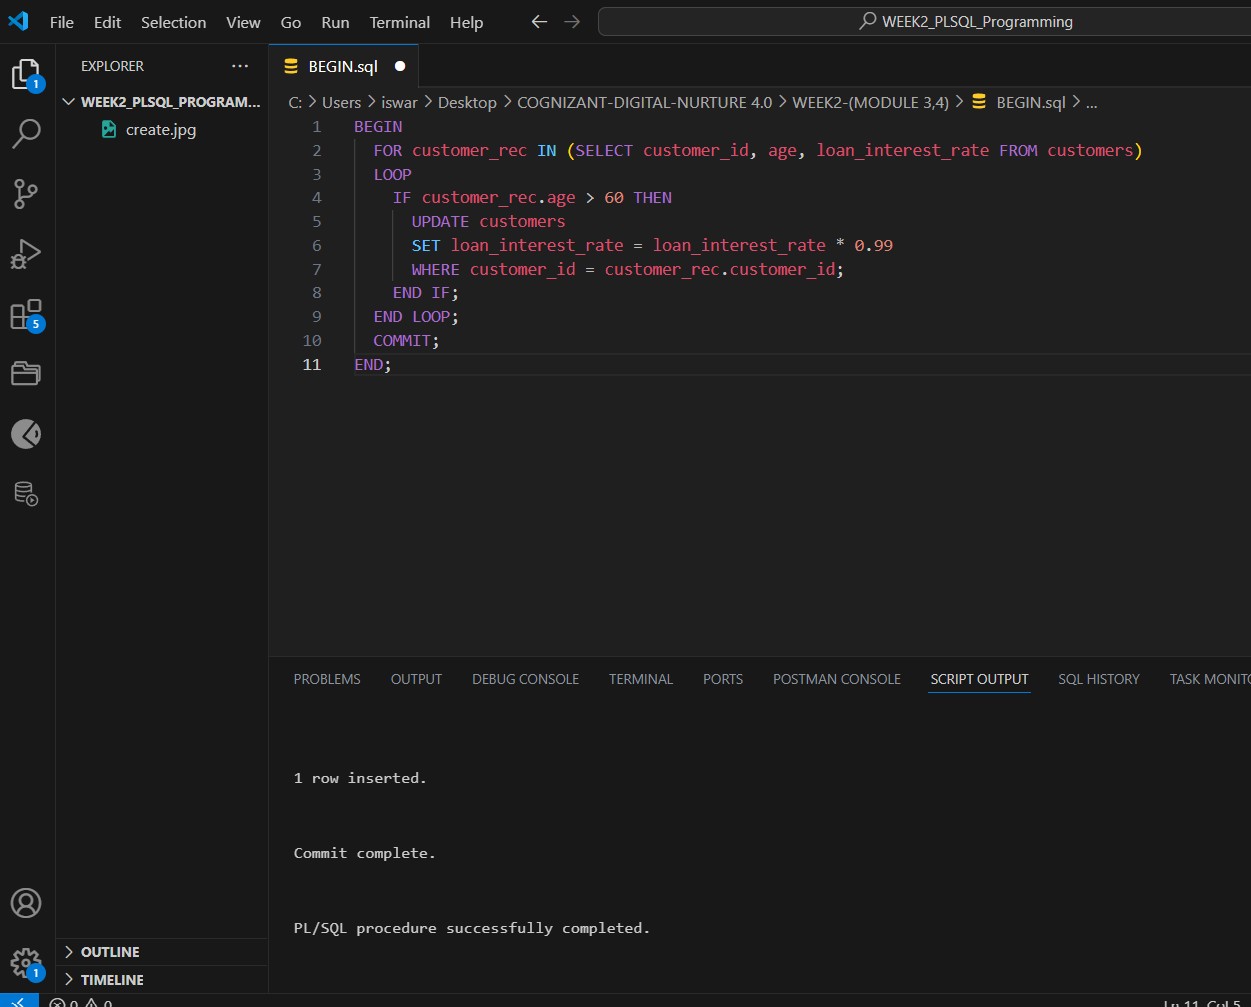 File Edit Selection View Go Run Terminal Help
WEEK2_PLSQL_Programming
EXPLORER
WEEK2_PLSQL_PROGRAM...
create.jpg
BEGIN.sql
C: > Users > iswar > Desktop > COGNIZANT-DIGITAL-NURTURE 4.0 > WEEK2-(MODULE 3,4) > BEGIN.sql > ...
1 BEGIN
2 FOR customer_rec IN (SELECT customer_id, age, loan_interest_rate FROM customers)
3 LOOP
4 IF customer_rec.age > 60 THEN
5 UPDATE customers
6 SET loan_interest_rate = loan_interest_rate * 0.99
7 WHERE customer_id = customer_rec.customer_id;
8 END IF;
9 END LOOP;
10 COMMIT;
11 END;
1
5
1
PROBLEMS OUTPUT DEBUG CONSOLE TERMINAL PORTS POSTMAN CONSOLE SCRIPT OUTPUT SQL HISTORY TASK MONITO
1 row inserted.
Commit complete.
PL/SQL procedure successfully completed.
OUTLINE
TIMELINE
0 0
Ln 11, Col 5